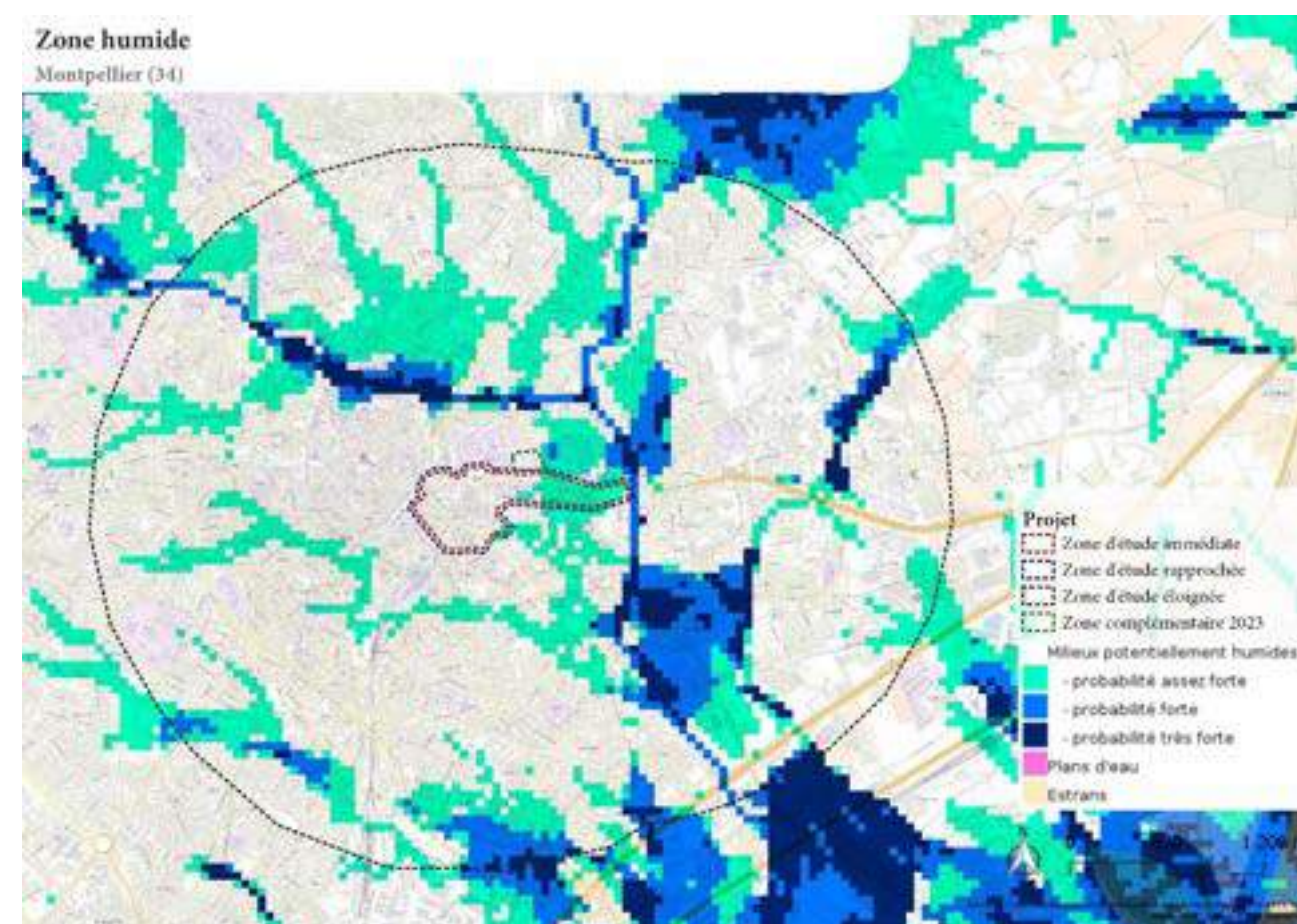 Zone humide
Montpellier (34)
Projet
Zone d'étude immédiate
Zone d'étude rapprochée
Zone d'étude éloignée
Zone complémentaire 2023
Milieux potentiellement humides
- probabilité assez forte
- probabilité forte
- probabilité très forte
Plans d'eau
Estrans